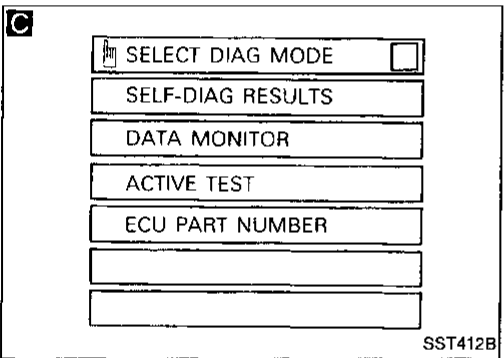 C
SELECT DIAG MODE
SELF-DIAG RESULTS
DATA MONITOR
ACTIVE TEST
ECU PART NUMBER
SST412B